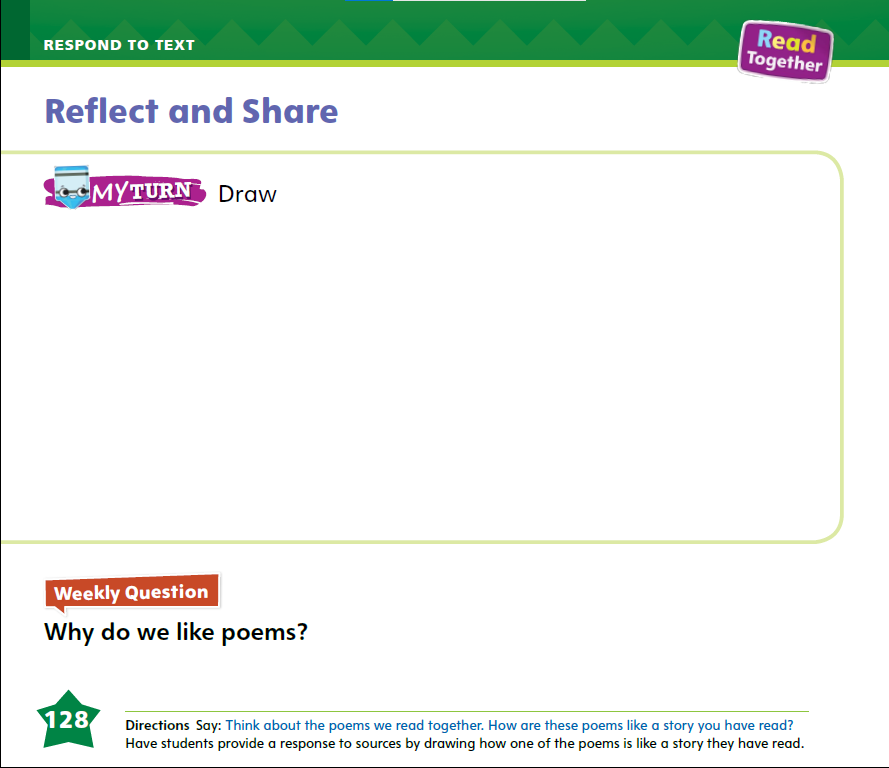 RESPOND TO TEXT
Read
Together
Reflect and Share
MY TURN Draw
Weekly Question
Why do we like poems?
128
Directions Say: Think about the poems we read together. How are these poems like a story you have read?
Have students provide a response to sources by drawing how one of the poems is like a story they have read.